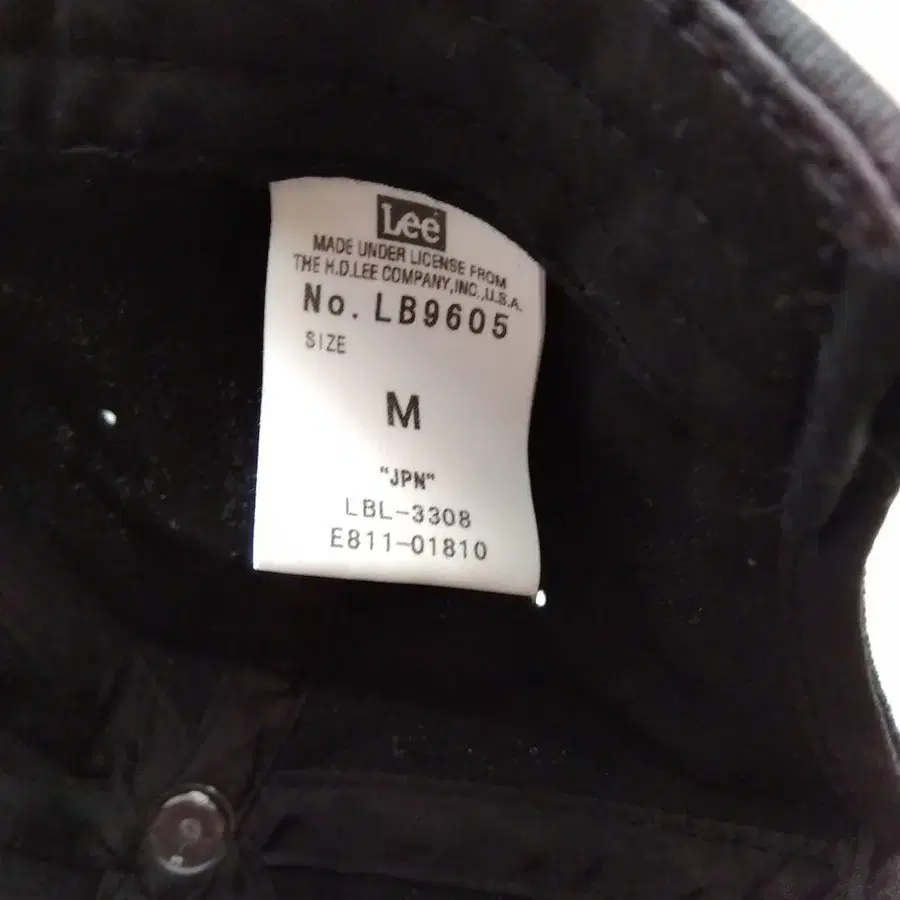 Lee
MADE UNDER LICENSE FROM
THE H.D.LEE COMPANY,INC.,U.S.A.
No. LB9605
SIZE
M
"JPN"
LBL-3308
E811-01810